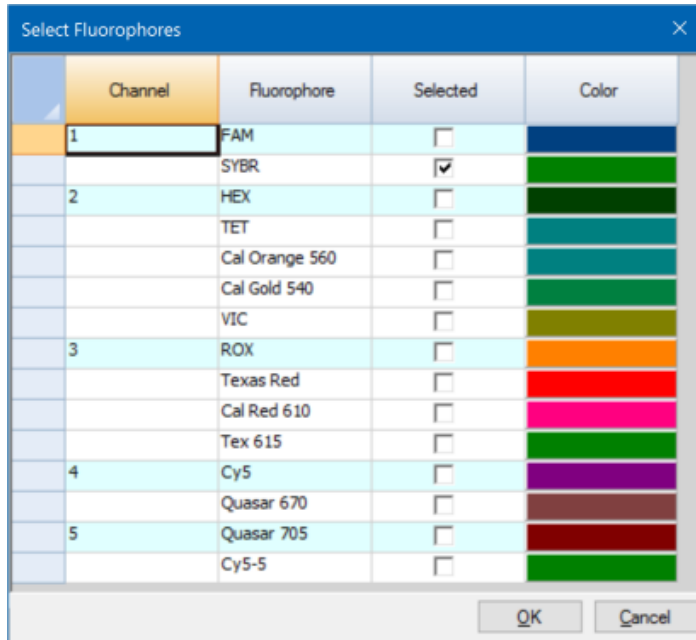 Select Fluorophores
Channel Fluorophore Selected Color
1 FAM
SYBR
2 HEX
TET
Cal Orange 560
Cal Gold 540
VIC
3 ROX
Texas Red
Cal Red 610
Tex 615
4 Cy5
Quasar 670
5 Quasar 705
Cy5-5
OK Cancel